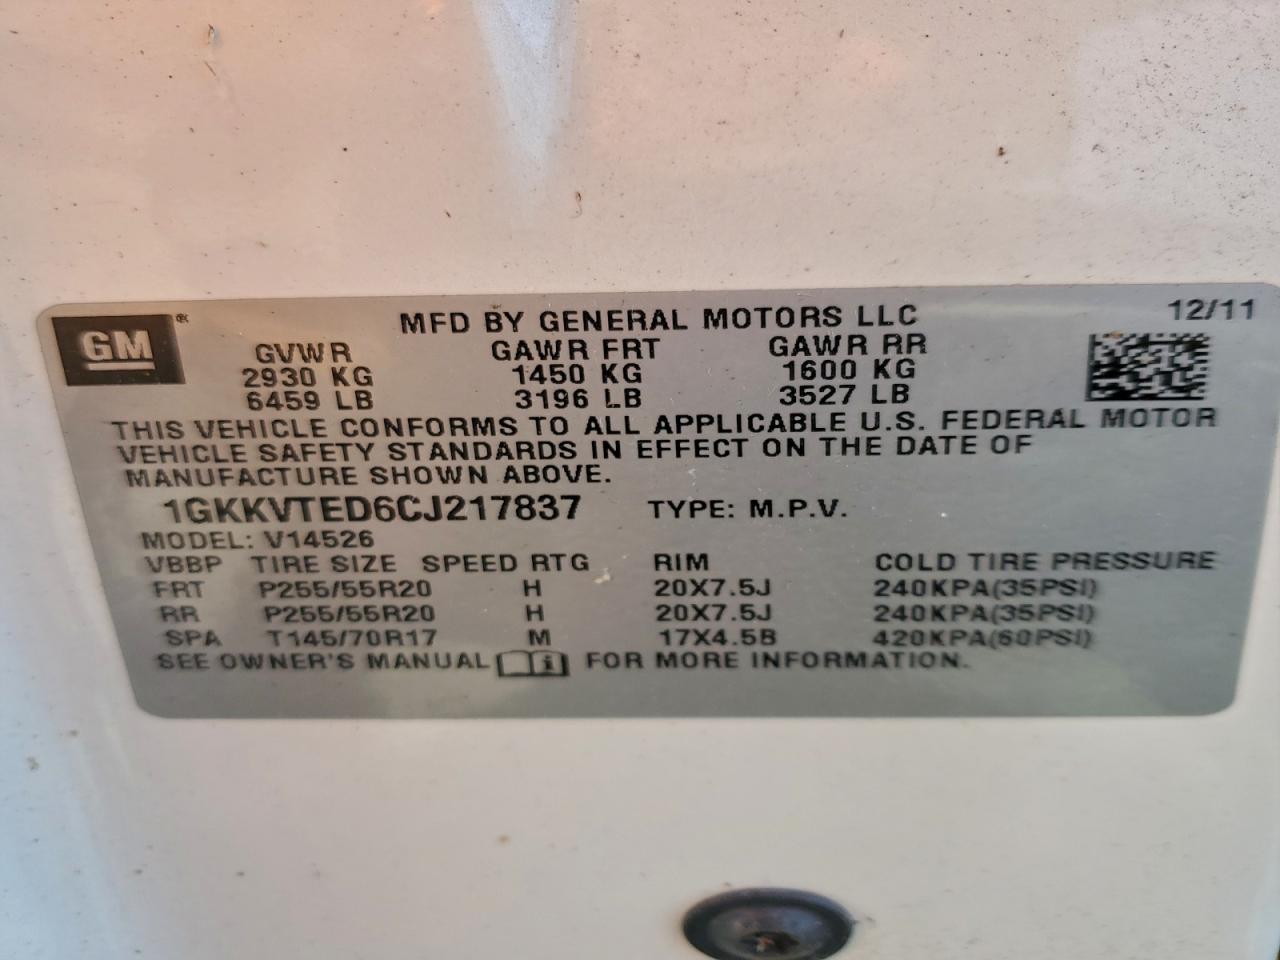 GM®
MFD BY GENERAL MOTORS LLC 12/11
GVWR GAWR FRT GAWR RR
2930 KG 1450 KG 1600 KG
6459 LB 3196 LB 3527 LB
THIS VEHICLE CONFORMS TO ALL APPLICABLE U.S. FEDERAL MOTOR
VEHICLE SAFETY STANDARDS IN EFFECT ON THE DATE OF
MANUFACTURE SHOWN ABOVE.
1GKKVTED6CJ217837 TYPE: M.P.V.
MODEL: V14526
VBBP TIRE SIZE SPEED RTG RIM COLD TIRE PRESSURE
FRT P255/55R20 H 20X7.5J 240KPA(35PSI)
RR P255/55R20 H 20X7.5J 240KPA(35PSI)
SPA T145/70R17 M 17X4.5B 420KPA(60PSI)
SEE OWNER'S MANUAL i FOR MORE INFORMATION.